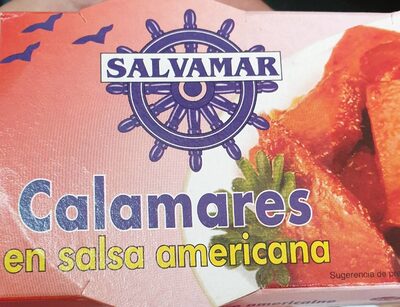 SALVAMAR
Calamares
en salsa americana
Sugerencia de